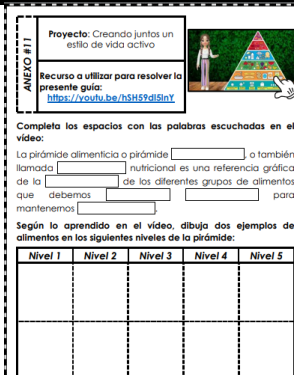 ANEXO #11
Proyecto: Creando juntos un
estilo de vida activo
Recurso a utilizar para resolver la
presente guía:
https://youtu.be/hSH59dI5lnY
Completa los espacios con las palabras escuchadas en el
vídeo:
La pirámide alimenticia o pirámide , o también
llamada nutricional es una referencia gráfica
de la de los diferentes grupos de alimentos
que debemos para
mantenernos .
Según lo aprendido en el vídeo, dibuja dos ejemplos de
alimentos en los siguientes niveles de la pirámide:
Nivel 1 Nivel 2 Nivel 3 Nivel 4 Nivel 5